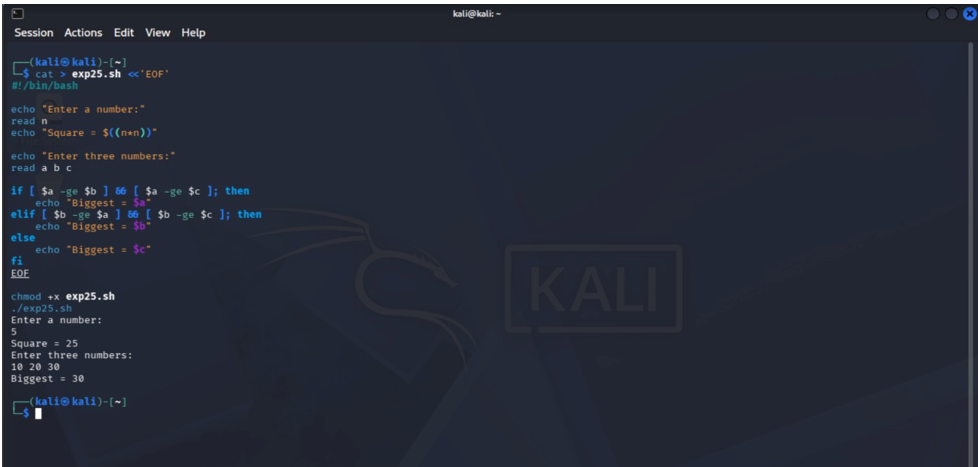 kali@kali: ~
Session Actions Edit View Help
┌──(kali㉿kali)-[~]
└─$ cat > exp25.sh <<'EOF'
#!/bin/bash
echo "Enter a number:"
read n
echo "Square = $((n*n))"
echo "Enter three numbers:"
read a b c
if [ $a -ge $b ] && [ $a -ge $c ]; then
    echo "Biggest = $a"
elif [ $b -ge $a ] && [ $b -ge $c ]; then
    echo "Biggest = $b"
else
    echo "Biggest = $c"
fi
EOF
chmod +x exp25.sh
./exp25.sh
Enter a number:
5
Square = 25
Enter three numbers:
10 20 30
Biggest = 30
┌──(kali㉿kali)-[~]
└─$
KALI